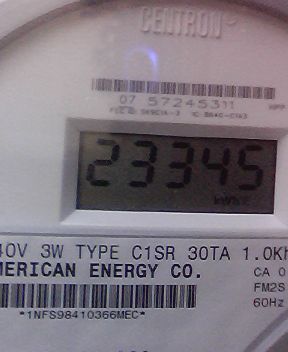 CENTRON
07 57245311
23345
kWh
40V 3W TYPE C1SR 30TA 1.0Kh
MERICAN ENERGY CO.
CA 0
FM2S
60Hz
*1NFS98410366MEC*